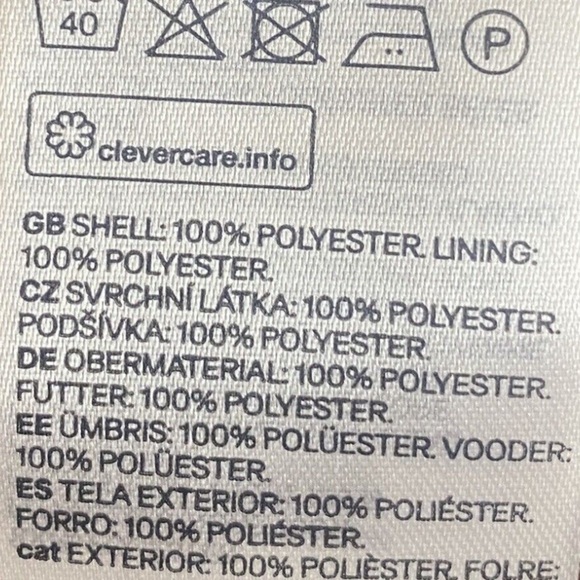 40
P
clevercare.info
GB SHELL: 100% POLYESTER. LINING:
100% POLYESTER.
CZ SVRCHNÍ LÁTKA: 100% POLYESTER.
PODŠÍVKA: 100% POLYESTER.
DE OBERMATERIAL: 100% POLYESTER.
FUTTER: 100% POLYESTER.
EE ÜMBRIS: 100% POLÜESTER. VOODER:
100% POLÜESTER.
ES TELA EXTERIOR: 100% POLIÉSTER.
FORRO: 100% POLIÉSTER.
cat EXTERIOR: 100% POLIÈSTER. FOLRE: